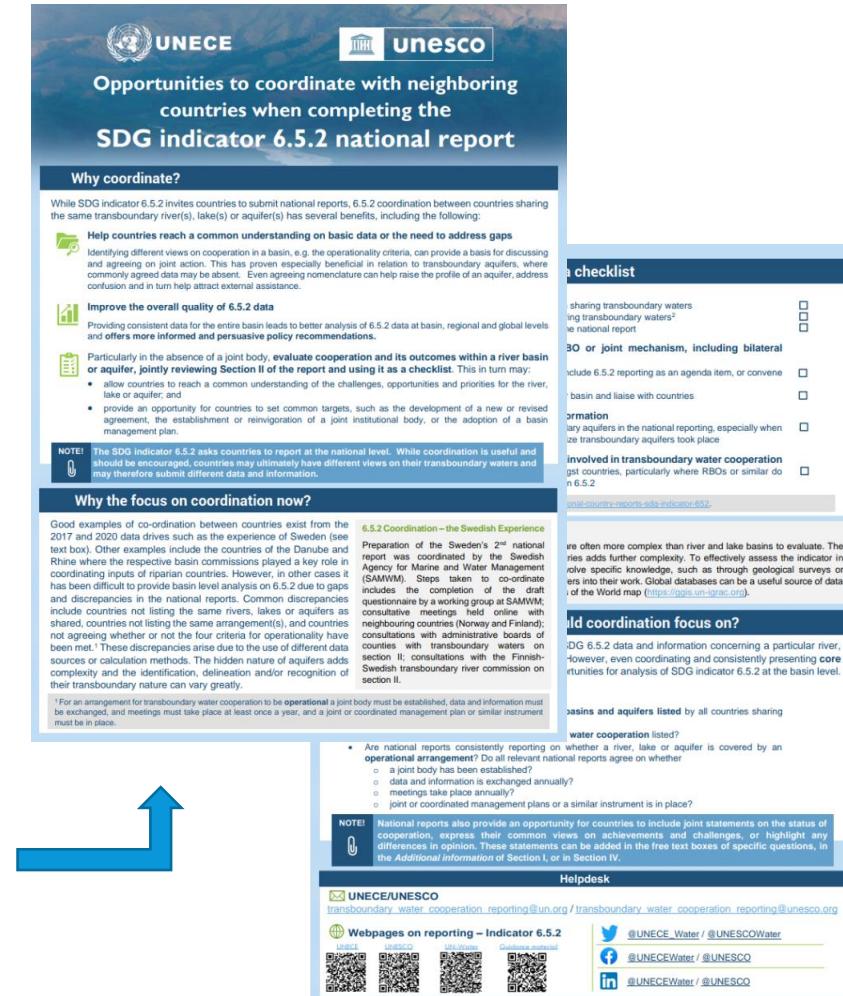 UNECE
unesco
Opportunities to coordinate with neighboring
countries when completing the
SDG indicator 6.5.2 national report
Why coordinate?
While SDG indicator 6.5.2 invites countries to submit national reports, 6.5.2 coordination between countries sharing
the same transboundary river(s), lake(s) or aquifer(s) has several benefits, including the following:
Help countries reach a common understanding on basic data or the need to address gaps
Identifying different views on cooperation in a basin, e.g. the operationality criteria, can provide a basis for discussing
and agreeing on joint action. This has proven especially beneficial in relation to transboundary aquifers, where
commonly agreed data may be absent. Even agreeing nomenclature can help raise the profile of an aquifer, address
confusion and in turn help attract external assistance.
Improve the overall quality of 6.5.2 data
Providing consistent data for the entire basin leads to better analysis of 6.5.2 data at basin, regional and global levels
and offers more informed and persuasive policy recommendations.
Particularly in the absence of a joint body, evaluate cooperation and its outcomes within a river basin
or aquifer, jointly reviewing Section II of the report and using it as a checklist. This in turn may:
• allow countries to reach a common understanding of the challenges, opportunities and priorities for the river,
lake or aquifer; and
• provide an opportunity for countries to set common targets, such as the development of a new or revised
agreement, the establishment or reinvigoration of a joint institutional body, or the adoption of a basin
management plan.
NOTE! The SDG indicator 6.5.2 asks countries to report at the national level. While coordination is useful and
should be encouraged, countries may ultimately have different views on their transboundary waters and
may therefore submit different data and information.
Why the focus on coordination now?
Good examples of co-ordination between countries exist from the
2017 and 2020 data drives such as the experience of Sweden (see
text box). Other examples include the countries of the Danube and
Rhine where the respective basin commissions played a key role in
coordinating inputs of riparian countries. However, in other cases it
has been difficult to provide basin level analysis on 6.5.2 due to gaps
and discrepancies in the national reports. Common discrepancies
include countries not listing the same rivers, lakes or aquifers as
shared, countries not listing the same arrangement(s), and countries
not agreeing whether or not the four criteria for operationality have
been met.¹ These discrepancies arise due to the use of different data
sources or calculation methods. The hidden nature of aquifers adds
complexity and the identification, delineation and/or recognition of
their transboundary nature can vary greatly.
6.5.2 Coordination – the Swedish Experience
Preparation of the Sweden's 2nd national
report was coordinated by the Swedish
Agency for Marine and Water Management
(SAMWM). Steps taken to co-ordinate
includes the completion of the draft
questionnaire by a working group at SAMWM;
consultative meetings held online with
neighbouring countries (Norway and Finland);
consultations with administrative boards of
counties with transboundary waters on
section II; consultations with the Finnish-
Swedish transboundary river commission on
section II.
¹ For an arrangement for transboundary water cooperation to be operational a joint body must be established, data and information must
be exchanged, and meetings must take place at least once a year, and a joint or coordinated management plan or similar instrument
must be in place.
a checklist
sharing transboundary waters
ring transboundary waters²
he national report
BO or joint mechanism, including bilateral
nclude 6.5.2 reporting as an agenda item, or convene
basin and liaise with countries
ormation
dary aquifers in the national reporting, especially when
ize transboundary aquifers took place
involved in transboundary water cooperation
gst countries, particularly where RBOs or similar do
n 6.5.2
onal-country-reports-sdg-indicator-652.
are often more complex than river and lake basins to evaluate. The
ries adds further complexity. To effectively assess the indicator in
volve specific knowledge, such as through geological surveys or
ers into their work. Global databases can be a useful source of data
s of the World map (https://ggis.un-igrac.org).
uld coordination focus on?
SDG 6.5.2 data and information concerning a particular river,
However, even coordinating and consistently presenting core
rtunities for analysis of SDG indicator 6.5.2 at the basin level.
basins and aquifers listed by all countries sharing
water cooperation listed?
• Are national reports consistently reporting on whether a river, lake or aquifer is covered by an
operational arrangement? Do all relevant national reports agree on whether
○ a joint body has been established?
○ data and information is exchanged annually?
○ meetings take place annually?
○ joint or coordinated management plans or a similar instrument is in place?
NOTE! National reports also provide an opportunity for countries to include joint statements on the status of
cooperation, express their common views on achievements and challenges, or highlight any
differences in opinion. These statements can be added in the free text boxes of specific questions, in
the Additional information of Section I, or in Section IV.
Helpdesk
UNECE/UNESCO
transboundary_water_cooperation_reporting@un.org / transboundary_water_cooperation_reporting@unesco.org
Webpages on reporting – Indicator 6.5.2
UNECE UNESCO UN-Water Guidance material
@UNECE_Water / @UNESCOWater
@UNECEWater / @UNESCO
@UNECEWater / @UNESCO